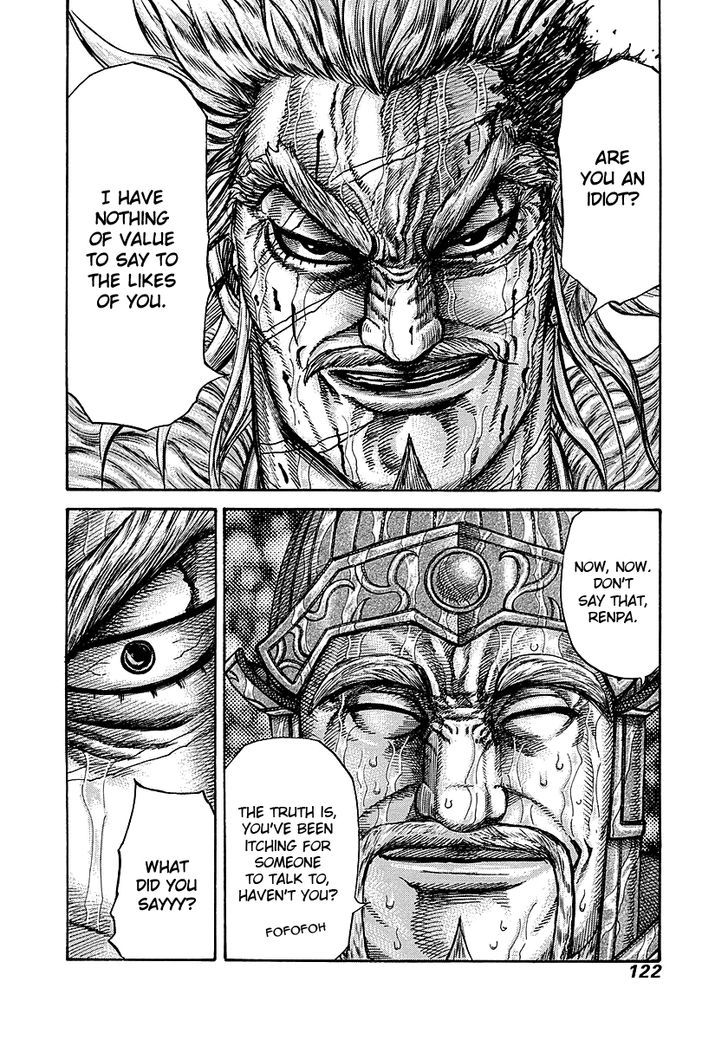 ARE
YOU AN
IDIOT?
I HAVE
NOTHING
OF VALUE
TO SAY TO
THE LIKES
OF YOU.
NOW, NOW.
DON'T
SAY THAT,
RENPA.
THE TRUTH IS,
YOU'VE BEEN
ITCHING FOR
SOMEONE
TO TALK TO,
HAVEN'T YOU?
FOFOFOH
WHAT
DID YOU
SAYYY?
122